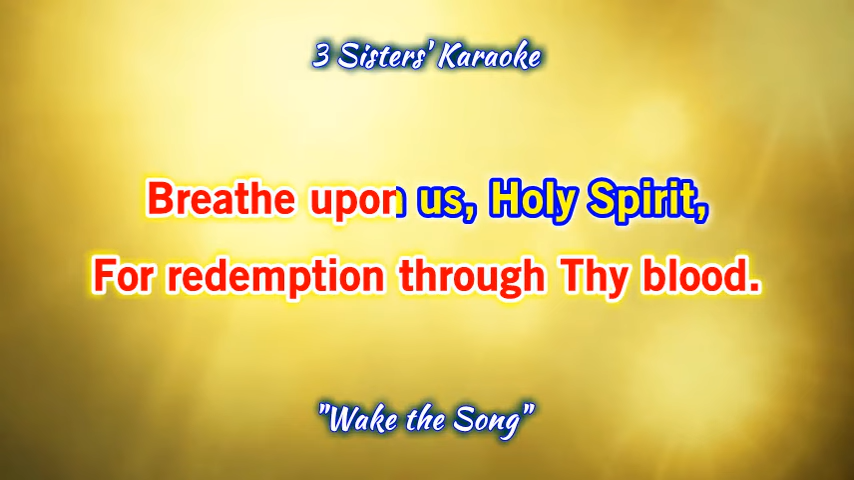 3 Sisters' Karaoke
Breathe upon us, Holy Spirit,
For redemption through Thy blood.
"Wake the Song"